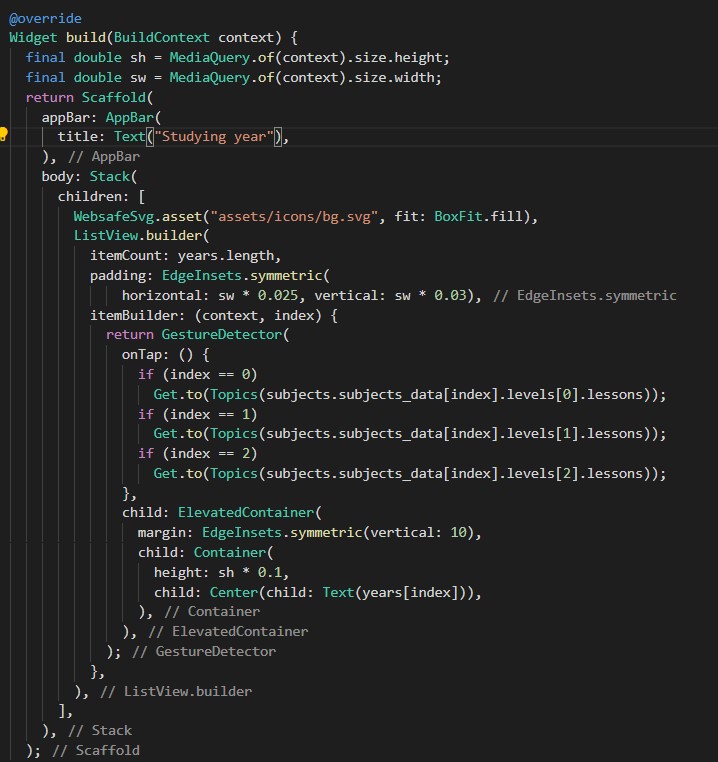 @override
Widget build(BuildContext context) {
  final double sh = MediaQuery.of(context).size.height;
  final double sw = MediaQuery.of(context).size.width;
  return Scaffold(
    appBar: AppBar(
      title: Text("Studying year"),
    ), // AppBar
    body: Stack(
      children: [
        WebsafeSvg.asset("assets/icons/bg.svg", fit: BoxFit.fill),
        ListView.builder(
          itemCount: years.length,
          padding: EdgeInsets.symmetric(
              horizontal: sw * 0.025, vertical: sw * 0.03), // EdgeInsets.symmetric
          itemBuilder: (context, index) {
            return GestureDetector(
              onTap: () {
                if (index == 0)
                  Get.to(Topics(subjects.subjects_data[index].levels[0].lessons));
                if (index == 1)
                  Get.to(Topics(subjects.subjects_data[index].levels[1].lessons));
                if (index == 2)
                  Get.to(Topics(subjects.subjects_data[index].levels[2].lessons));
              },
              child: ElevatedContainer(
                margin: EdgeInsets.symmetric(vertical: 10),
                child: Container(
                  height: sh * 0.1,
                  child: Center(child: Text(years[index])),
                ), // Container
              ), // ElevatedContainer
            ); // GestureDetector
          },
        ), // ListView.builder
      ],
    ), // Stack
  ); // Scaffold